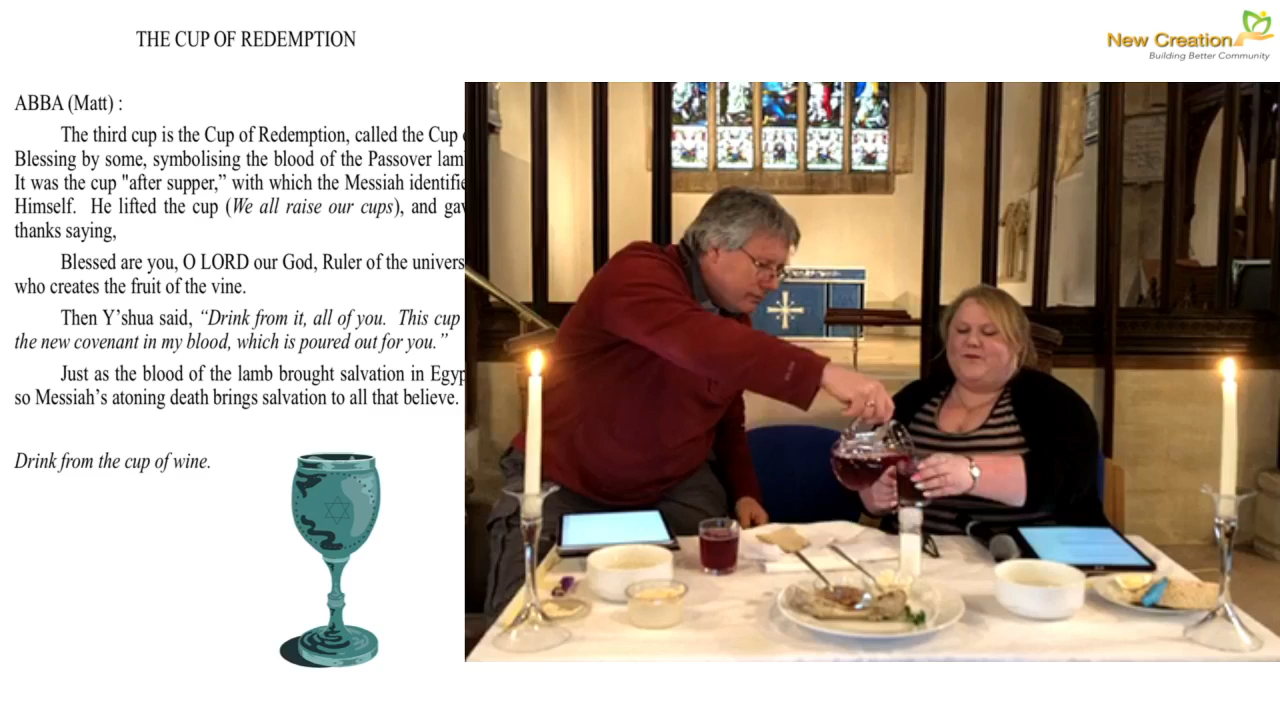 THE CUP OF REDEMPTION
New Creation
Building Better Community
ABBA (Matt) :
The third cup is the Cup of Redemption, called the Cup
Blessing by some, symbolising the blood of the Passover lam
It was the cup "after supper,” with which the Messiah identifie
Himself. He lifted the cup (We all raise our cups), and gav
thanks saying,
Blessed are you, O LORD our God, Ruler of the univers
who creates the fruit of the vine.
Then Y’shua said, “Drink from it, all of you. This cup
the new covenant in my blood, which is poured out for you.”
Just as the blood of the lamb brought salvation in Egyp
so Messiah’s atoning death brings salvation to all that believe.
Drink from the cup of wine.